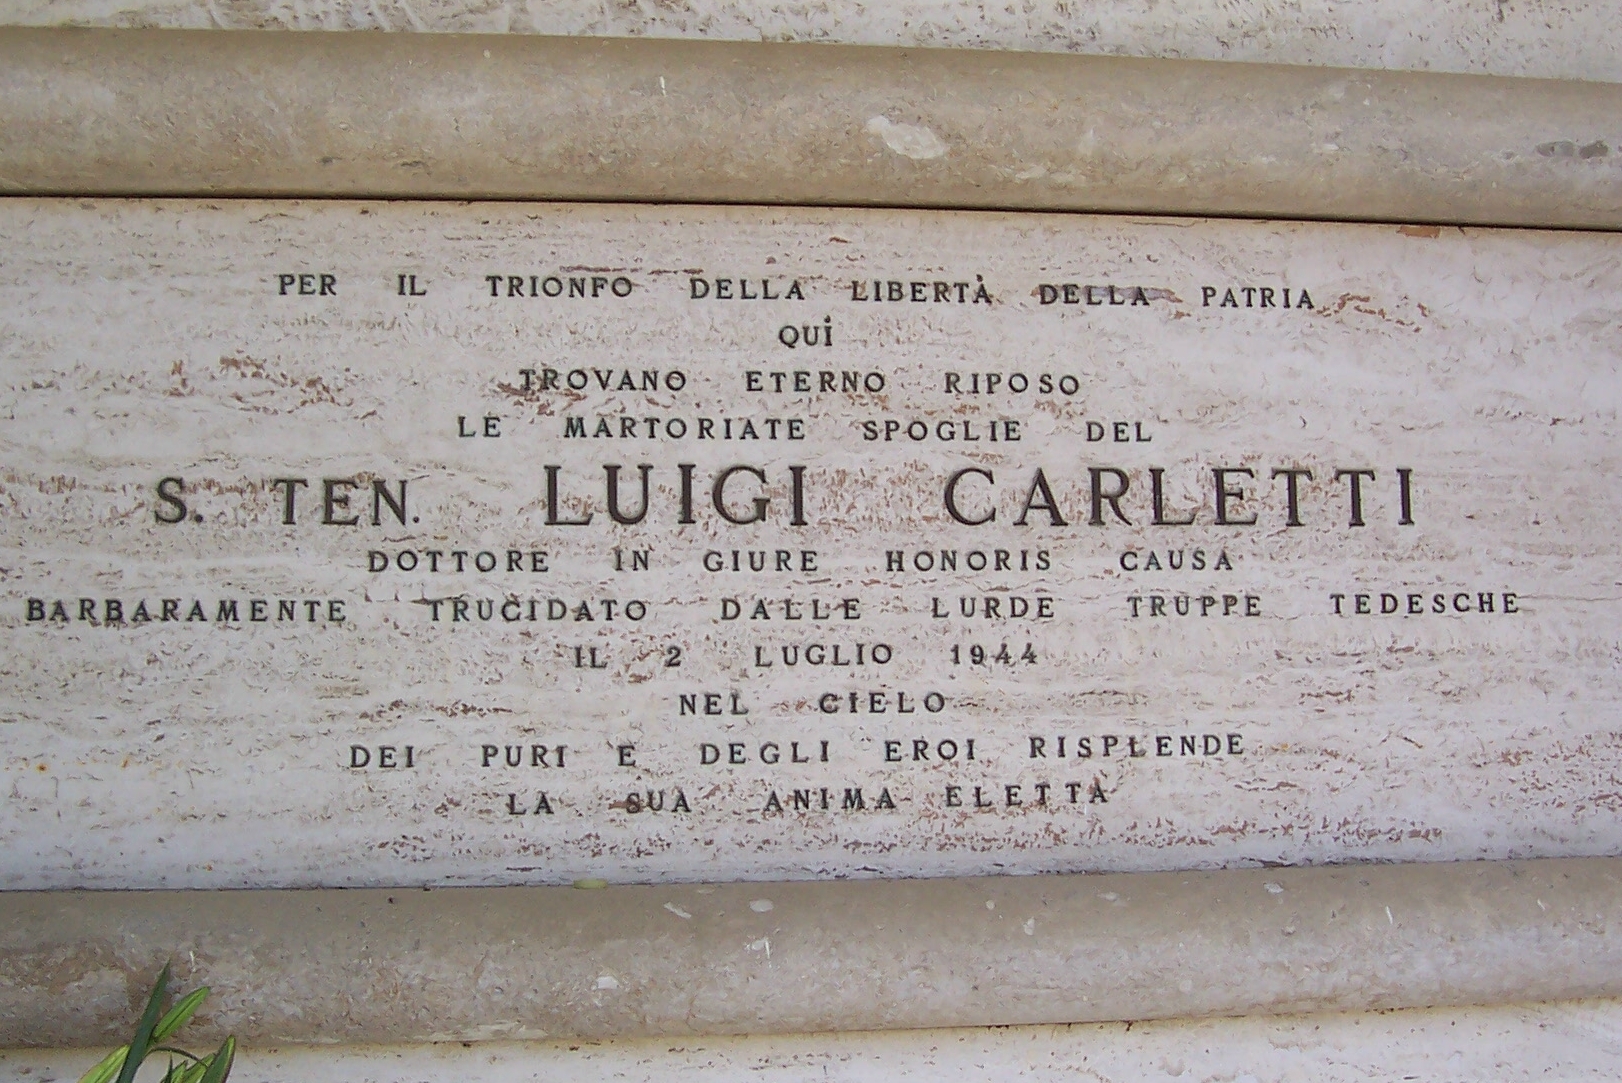 PER IL TRIONFO DELLA LIBERTÀ DELLA PATRIA
QUI
TROVANO ETERNO RIPOSO
LE MARTORIATE SPOGLIE DEL
S. TEN. LUIGI CARLETTI
DOTTORE IN GIURE HONORIS CAUSA
BARBARAMENTE TRUCIDATO DALLE LURDE TRUPPE TEDESCHE
IL 2 LUGLIO 1944
NEL CIELO
DEI PURI E DEGLI EROI RISPLENDE
LA SUA ANIMA ELETTA